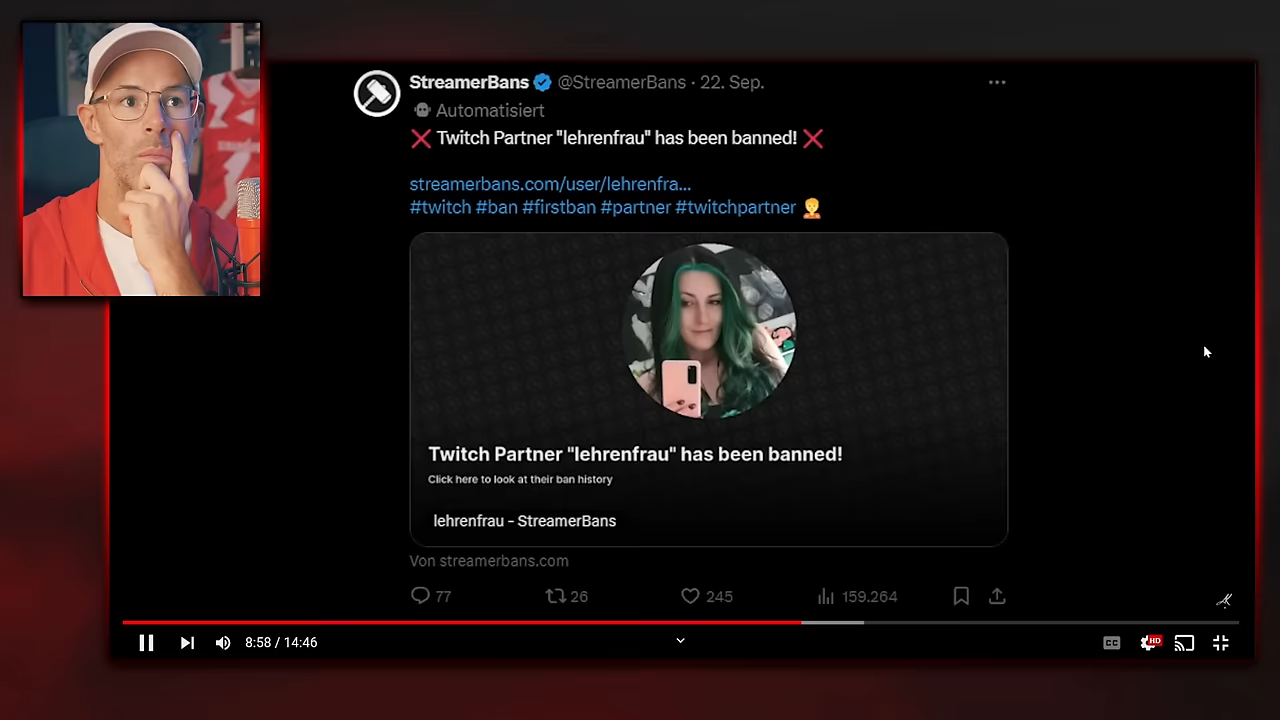 StreamerBans @StreamerBans · 22. Sep.
Automatisiert
❌ Twitch Partner "lehrenfrau" has been banned! ❌
streamerbans.com/user/lehrenfra...
#twitch #ban #firstban #partner #twitchpartner
Twitch Partner "lehrenfrau" has been banned!
Click here to look at their ban history
lehrenfrau - StreamerBans
Von streamerbans.com
77 26 245 159.264
8:58 / 14:46
CC HD